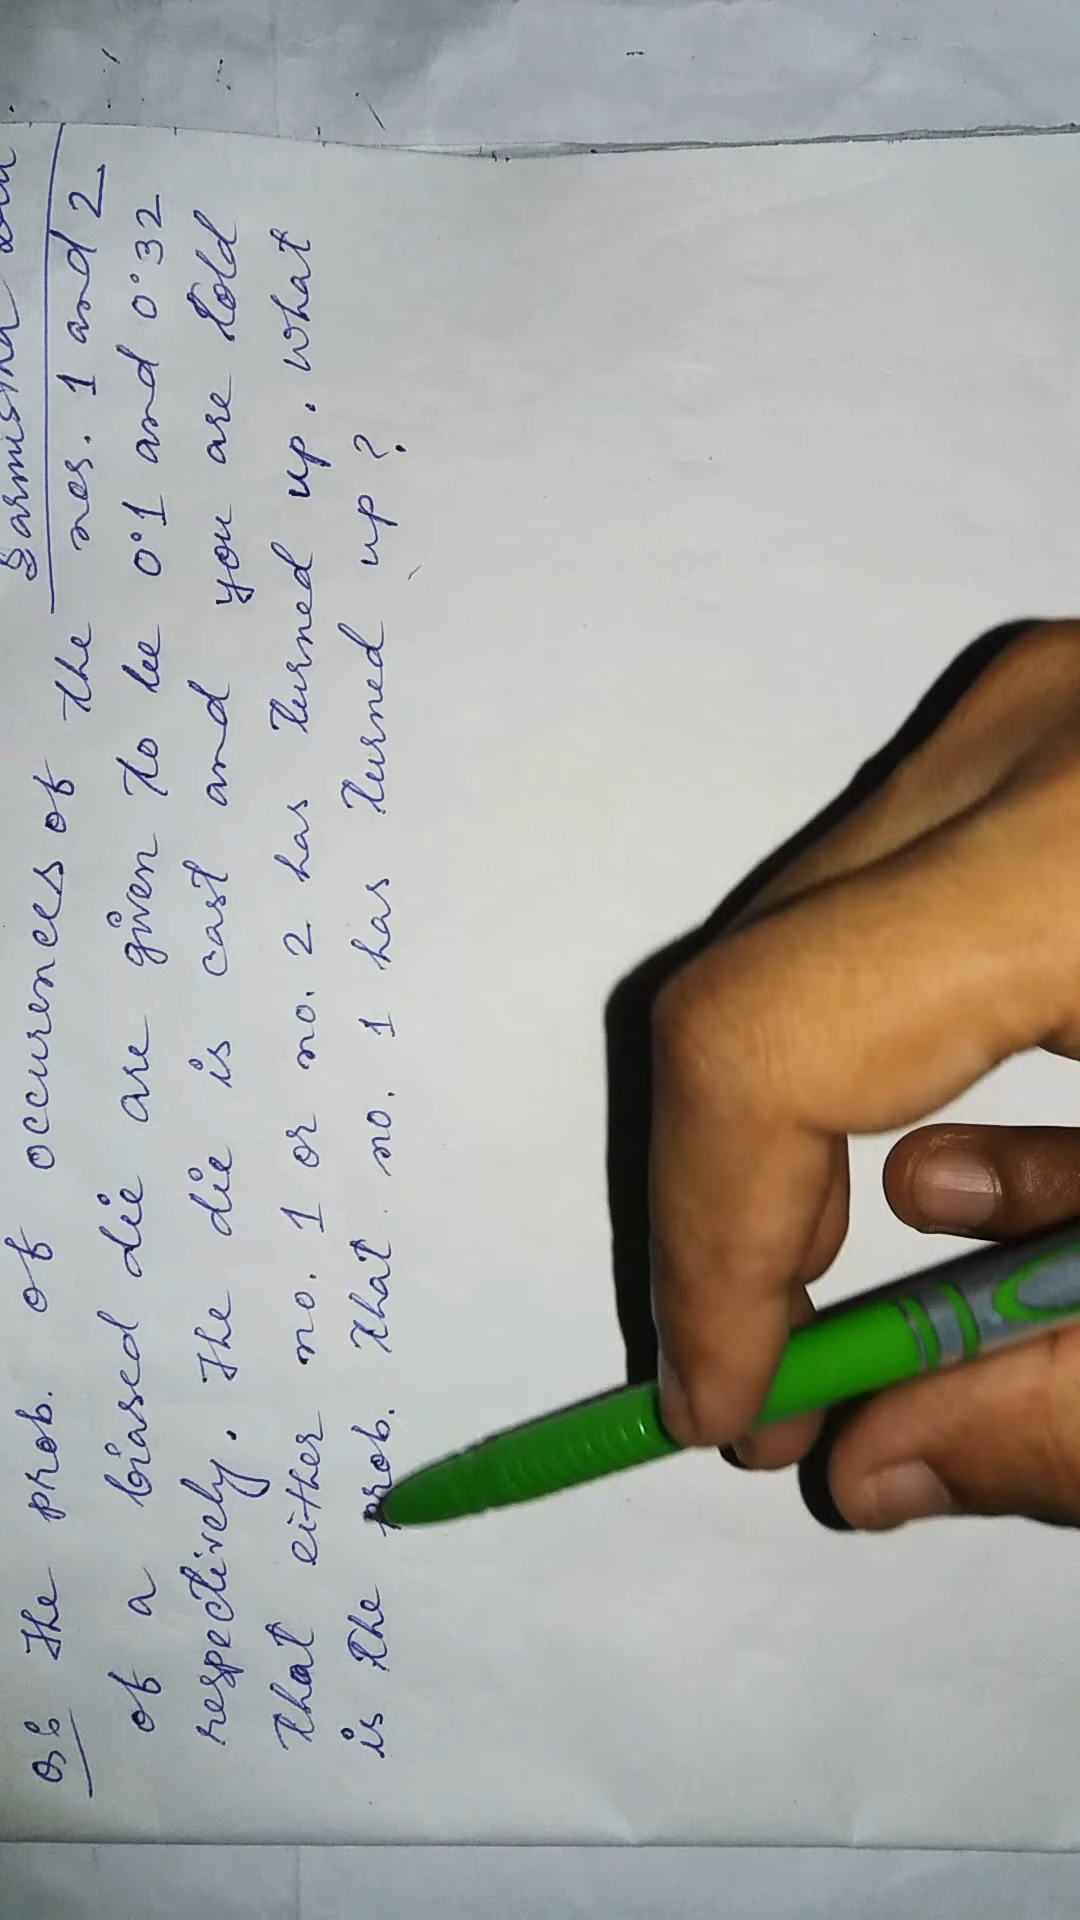 Sarmistha
Q6 The prob. of occurences of the nos. 1 and 2
of a biased die are given to be 0·1 and 0·32
respectively. The die is cast and you are told
that either no. 1 or no. 2 has turned up. what
is the prob. that no. 1 has turned up?